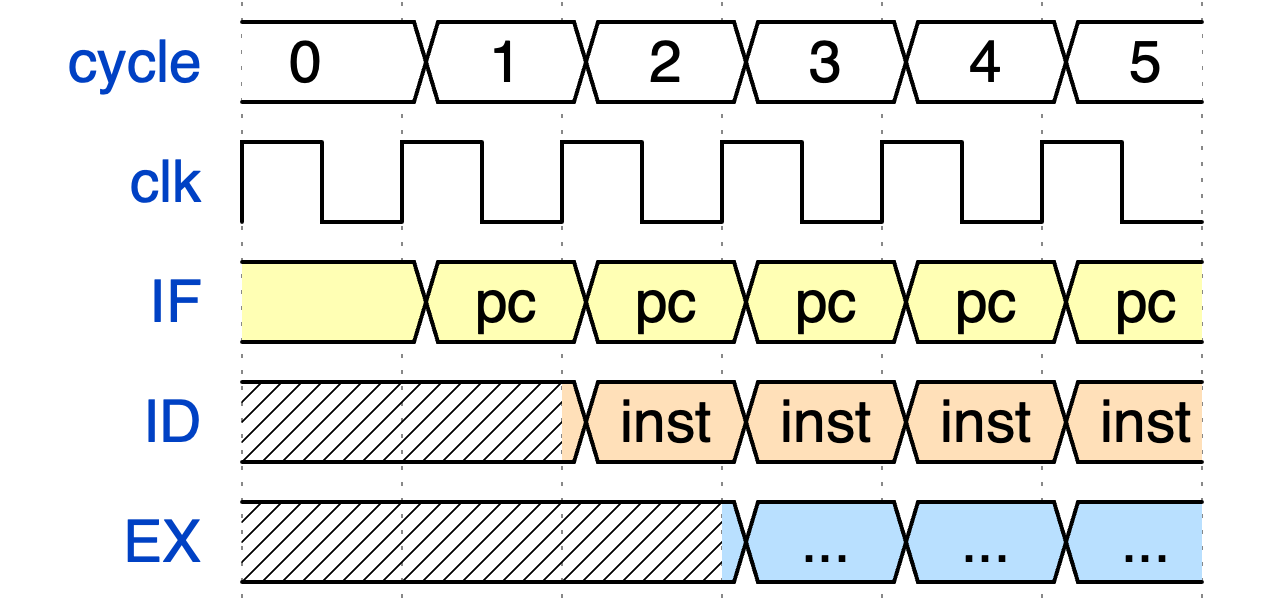 cycle 0 1 2 3 4 5
clk
IF pc pc pc pc pc
ID inst inst inst inst
EX ... ... ...